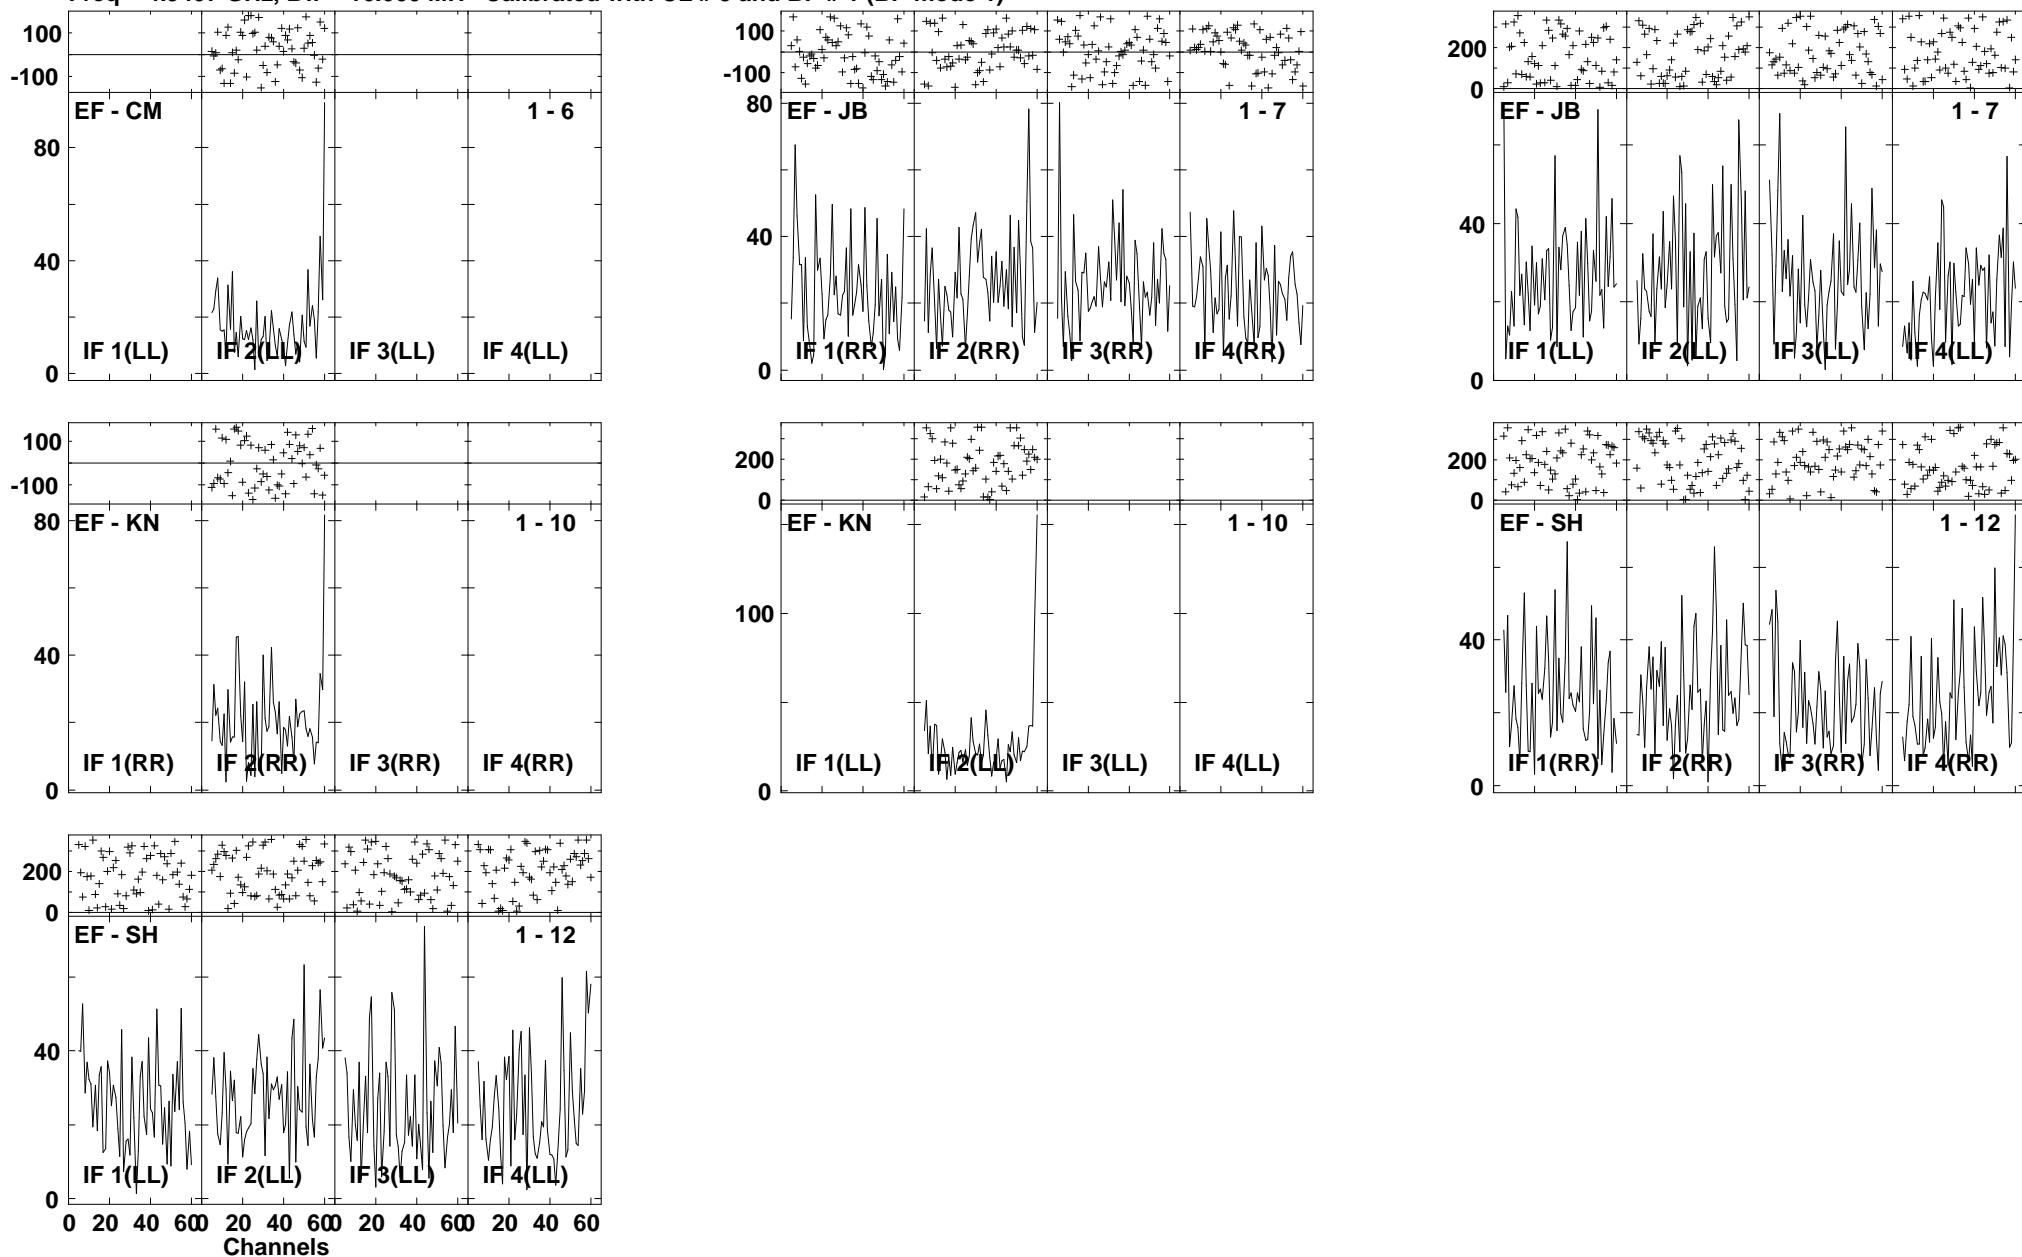 100
-100
EF - CM 1 - 6
80
40
0
IF 1(LL) IF 2(LL) IF 3(LL) IF 4(LL)
100
-100
80
EF - JB 1 - 7
40
0
IF 1(RR) IF 2(RR) IF 3(RR) IF 4(RR)
200
0
EF - JB 1 - 7
40
0
IF 1(LL) IF 2(LL) IF 3(LL) IF 4(LL)
100
-100
80
EF - KN 1 - 10
40
0
IF 1(RR) IF 2(RR) IF 3(RR) IF 4(RR)
200
0
EF - KN 1 - 10
100
50
0
IF 1(LL) IF 2(LL) IF 3(LL) IF 4(LL)
200
0
EF - SH 1 - 12
40
0
IF 1(RR) IF 2(RR) IF 3(RR) IF 4(RR)
200
0
EF - SH 1 - 12
40
0
IF 1(LL) IF 2(LL) IF 3(LL) IF 4(LL)
0 20 40 60 0 20 40 60 0 20 40 60 0 20 40 60
Channels